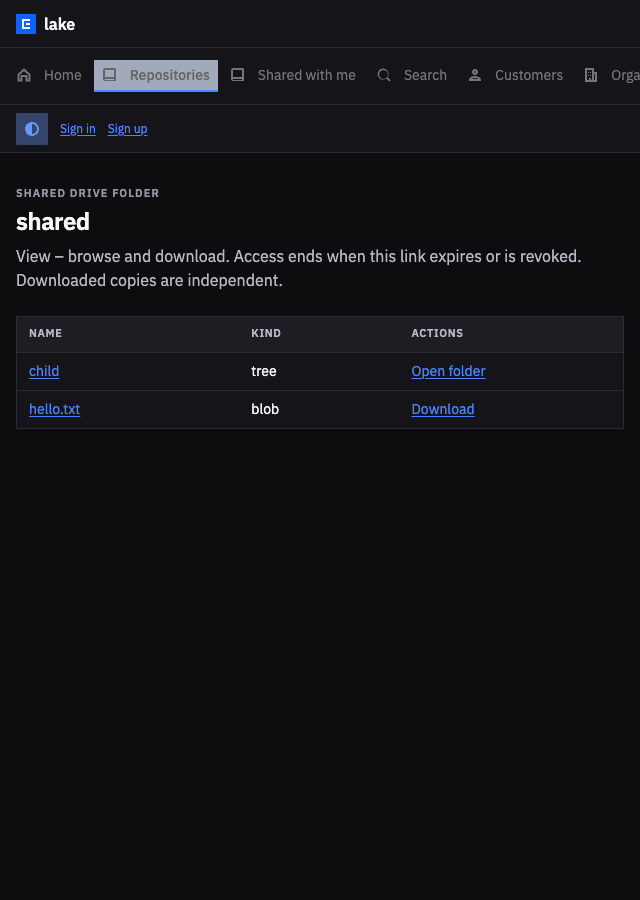 lake
Home Repositories Shared with me Search Customers Orga
Sign in Sign up
SHARED DRIVE FOLDER
shared
View – browse and download. Access ends when this link expires or is revoked.
Downloaded copies are independent.
NAME KIND ACTIONS
child tree Open folder
hello.txt blob Download